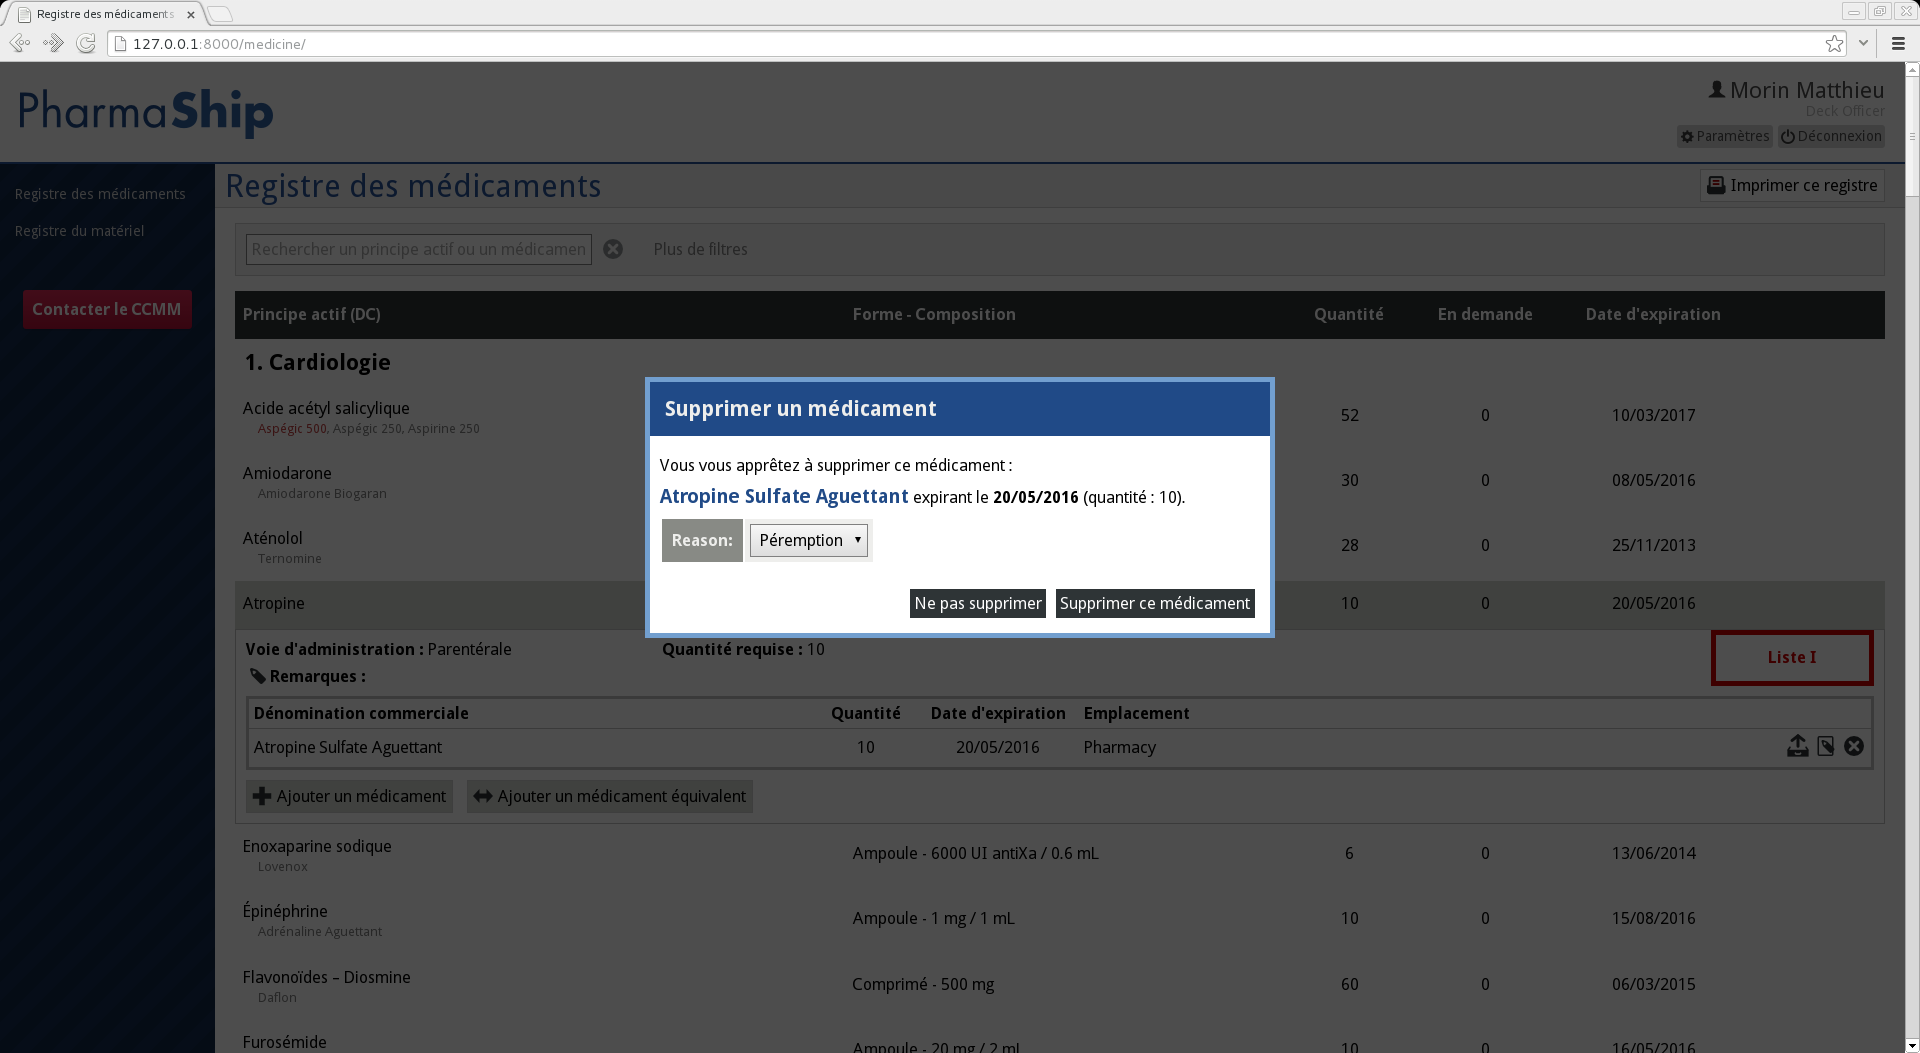 Registre des médicaments
127.0.0.1:8000/medicine/
PharmaShip
Morin Matthieu
Deck Officer
Paramètres Déconnexion
Registre des médicaments
Registre du matériel
Contacter le CCMM
Registre des médicaments
Imprimer ce registre
Rechercher un principe actif ou un médicamen
Plus de filtres
Principe actif (DC) Forme - Composition Quantité En demande Date d'expiration
1. Cardiologie
Acide acétyl salicylique 52 0 10/03/2017
Aspégic 500, Aspégic 250, Aspirine 250
Amiodarone 30 0 08/05/2016
Amiodarone Biogaran
Aténolol 28 0 25/11/2013
Ternomine
Atropine 10 0 20/05/2016
Supprimer un médicament
Vous vous apprêtez à supprimer ce médicament :
Atropine Sulfate Aguettant expirant le 20/05/2016 (quantité : 10).
Reason: Péremption
Ne pas supprimer Supprimer ce médicament
Voie d'administration : Parentérale Quantité requise : 10
Liste I
Remarques :
Dénomination commerciale Quantité Date d'expiration Emplacement
Atropine Sulfate Aguettant 10 20/05/2016 Pharmacy
Ajouter un médicament Ajouter un médicament équivalent
Enoxaparine sodique Ampoule - 6000 UI antiXa / 0.6 mL 6 0 13/06/2014
Lovenox
Épinéphrine Ampoule - 1 mg / 1 mL 10 0 15/08/2016
Adrénaline Aguettant
Flavonoïdes – Diosmine Comprimé - 500 mg 60 0 06/03/2015
Daflon
Furosémide Ampoule - 20 mg / 2 mL 10 0 16/05/2016